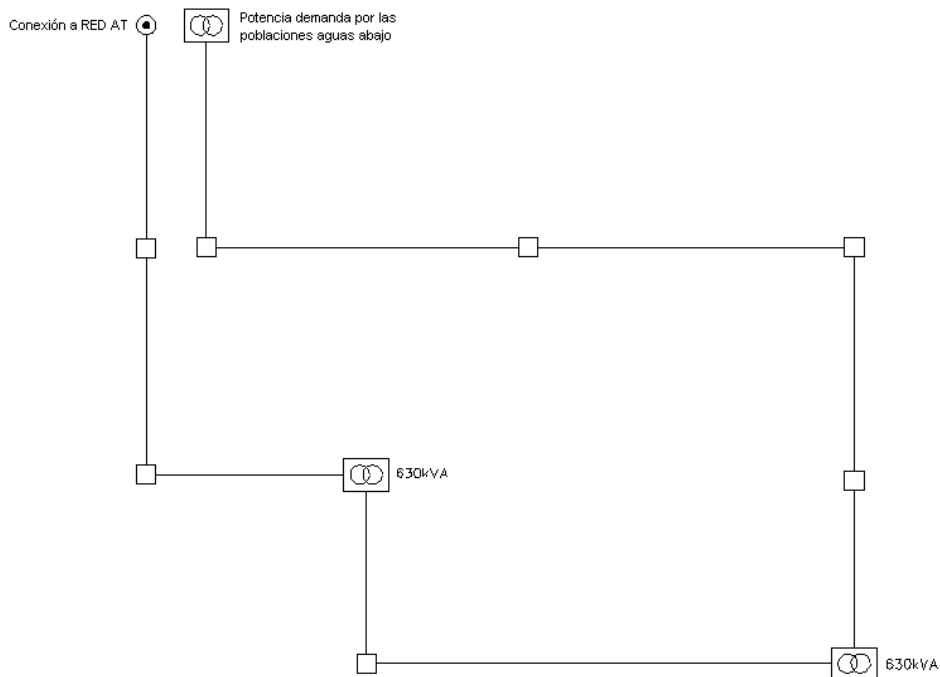 Conexión a RED AT
Potencia demanda por las
poblaciones aguas abajo
630kVA
630kVA